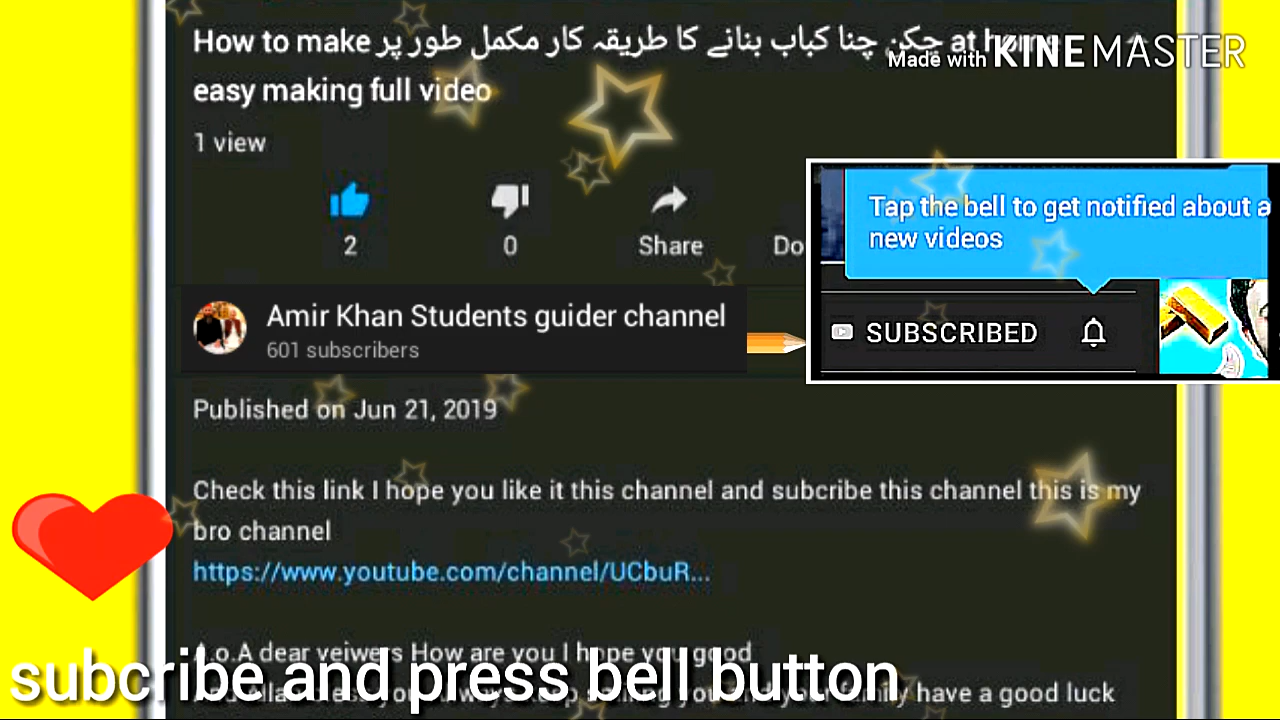 How to make چکن چنا کباب بنانے کا طریقہ کار مکمل طور پر at home
easy making full video
Made with KINEMASTER
1 view
2
0
Share
Do
Tap the bell to get notified about a
new videos
SUBSCRIBED
Amir Khan Students guider channel
601 subscribers
Published on Jun 21, 2019
Check this link I hope you like it this channel and subcribe this channel this is my
bro channel
https://www.youtube.com/channel/UCbuR...
A.o.A dear veiwers How are you I hope you good
subcribe and press bell button
your family have a good luck